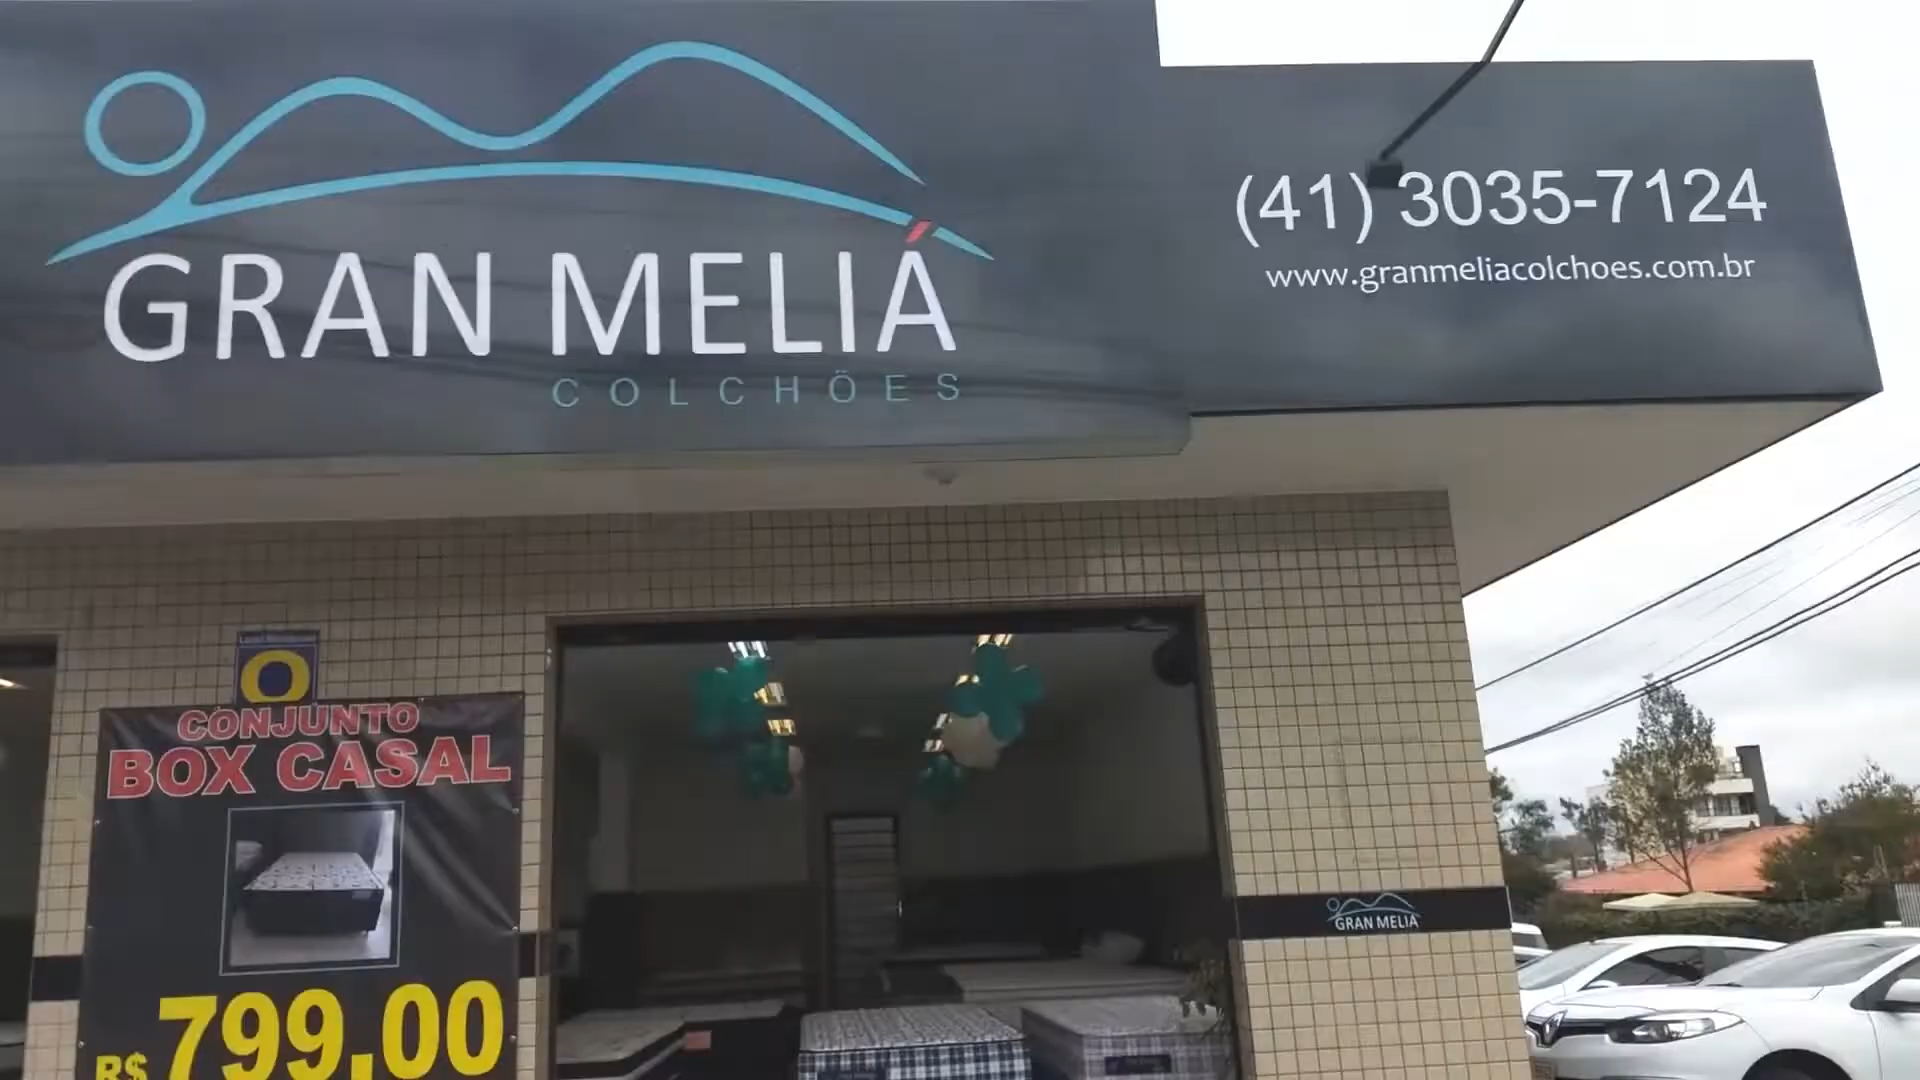 GRAN MELIÁ
COLCHÕES
(41) 3035-7124
www.granmeliacolchoes.com.br
O
CONJUNTO
BOX CASAL
R$ 799,00
GRAN MELIÁ